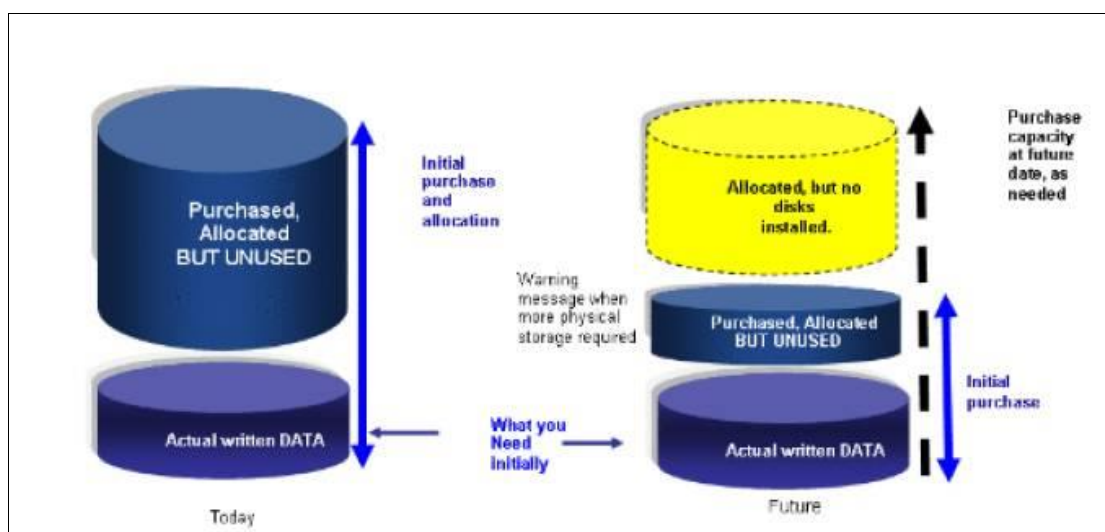 Purchased,
Allocated
BUT UNUSED
Actual written DATA
Today
Initial
purchase
and
allocation
What you
Need
initially
Warning
message when
more physical
storage required
Allocated, but no
disks
installed.
Purchased, Allocated
BUT UNUSED
Actual written DATA
Future
Initial
purchase
Purchase
capacity
at future
date, as
needed